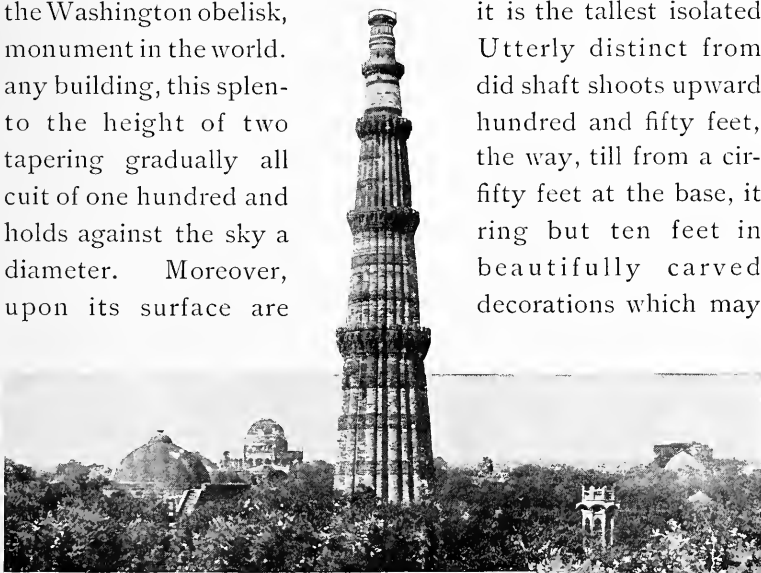 the Washington obelisk, it is the tallest isolated
monument in the world. Utterly distinct from
any building, this splen- did shaft shoots upward
to the height of two hundred and fifty feet,
tapering gradually all the way, till from a cir-
cuit of one hundred and fifty feet at the base, it
holds against the sky a ring but ten feet in
diameter. Moreover, beautifully carved
upon its surface are decorations which may